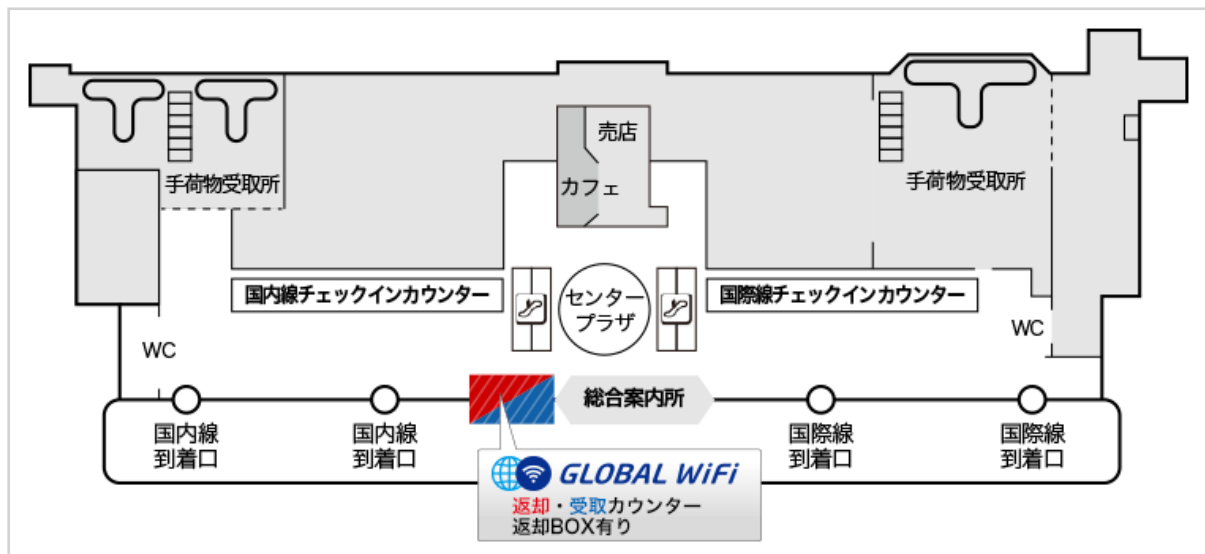 売店
手荷物受取所
カフェ
手荷物受取所
国内線チェックインカウンター
センター
プラザ
国際線チェックインカウンター
WC
WC
総合案内所
国内線
到着口
国内線
到着口
国際線
到着口
国際線
到着口
GLOBAL WiFi
返却・受取カウンター
返却BOX有り